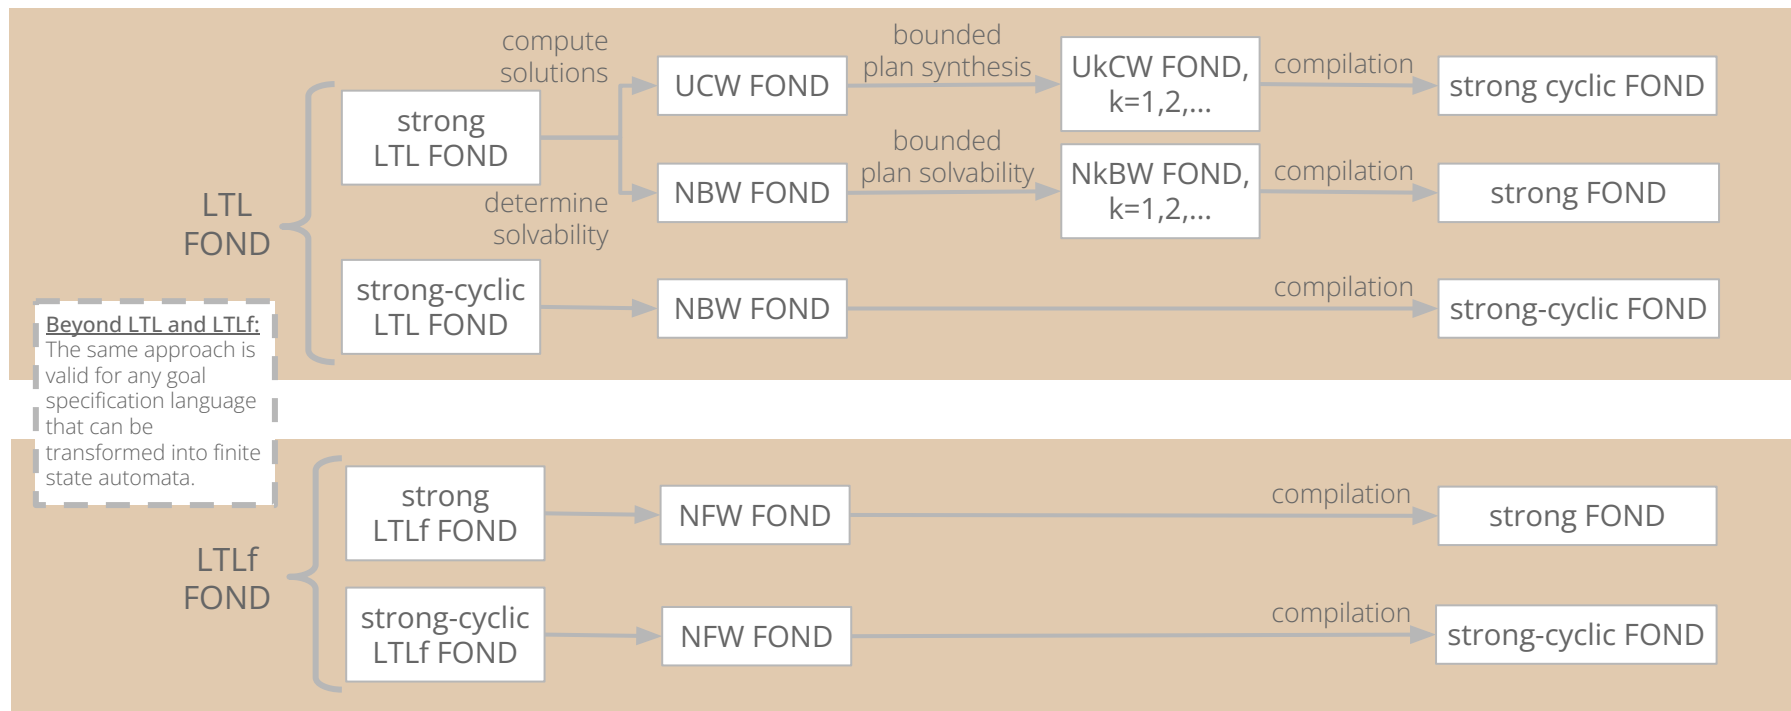 LTL
FOND
strong
LTL FOND
compute
solutions
UCW FOND
bounded
plan synthesis
UkCW FOND,
k=1,2,...
compilation
strong cyclic FOND
determine
solvability
NBW FOND
bounded
plan solvability
NkBW FOND,
k=1,2,...
compilation
strong FOND
strong-cyclic
LTL FOND
NBW FOND
compilation
strong-cyclic FOND
Beyond LTL and LTLf:
The same approach is
valid for any goal
specification language
that can be
transformed into finite
state automata.
LTLf
FOND
strong
LTLf FOND
NFW FOND
compilation
strong FOND
strong-cyclic
LTLf FOND
NFW FOND
compilation
strong-cyclic FOND